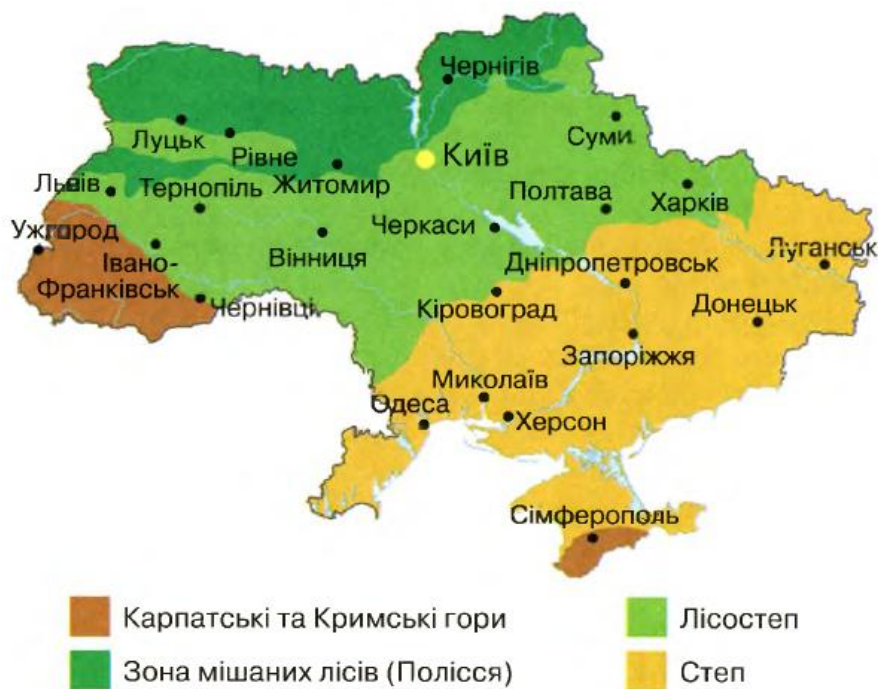 Чернігів
Луцьк
Рівне
Суми
Київ
Львів
Тернопіль
Житомир
Полтава
Харків
Ужгород
Івано-
Франківськ
Вінниця
Черкаси
Луганськ
Дніпропетровськ
Чернівці
Кіровоград
Донецьк
Запоріжжя
Миколаїв
Одеса
Херсон
Сімферополь
Карпатські та Кримські гори
Лісостеп
Зона мішаних лісів (Полісся)
Степ